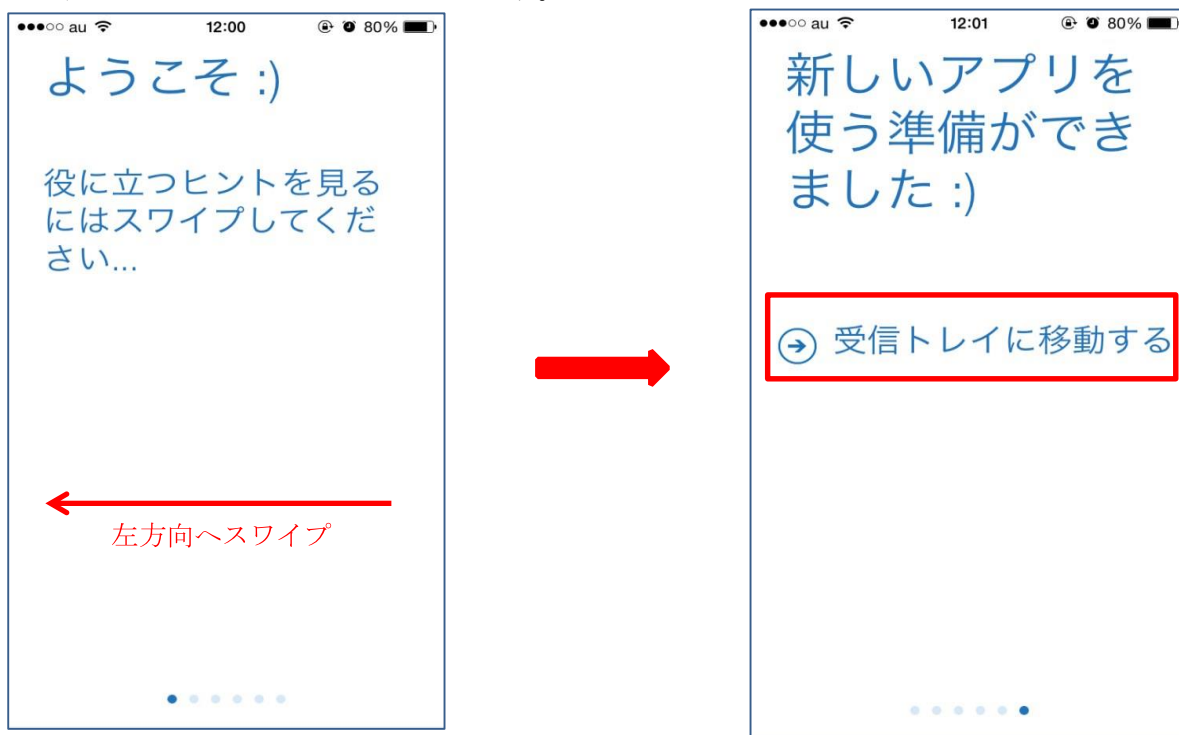 ●●●○○ au 12:00 80%
ようこそ :)
役に立つヒントを見る
にはスワイプしてくだ
さい...
左方向へスワイプ
●●●○○ au 12:01 80%
新しいアプリを
使う準備ができ
ました :)
受信トレイに移動する